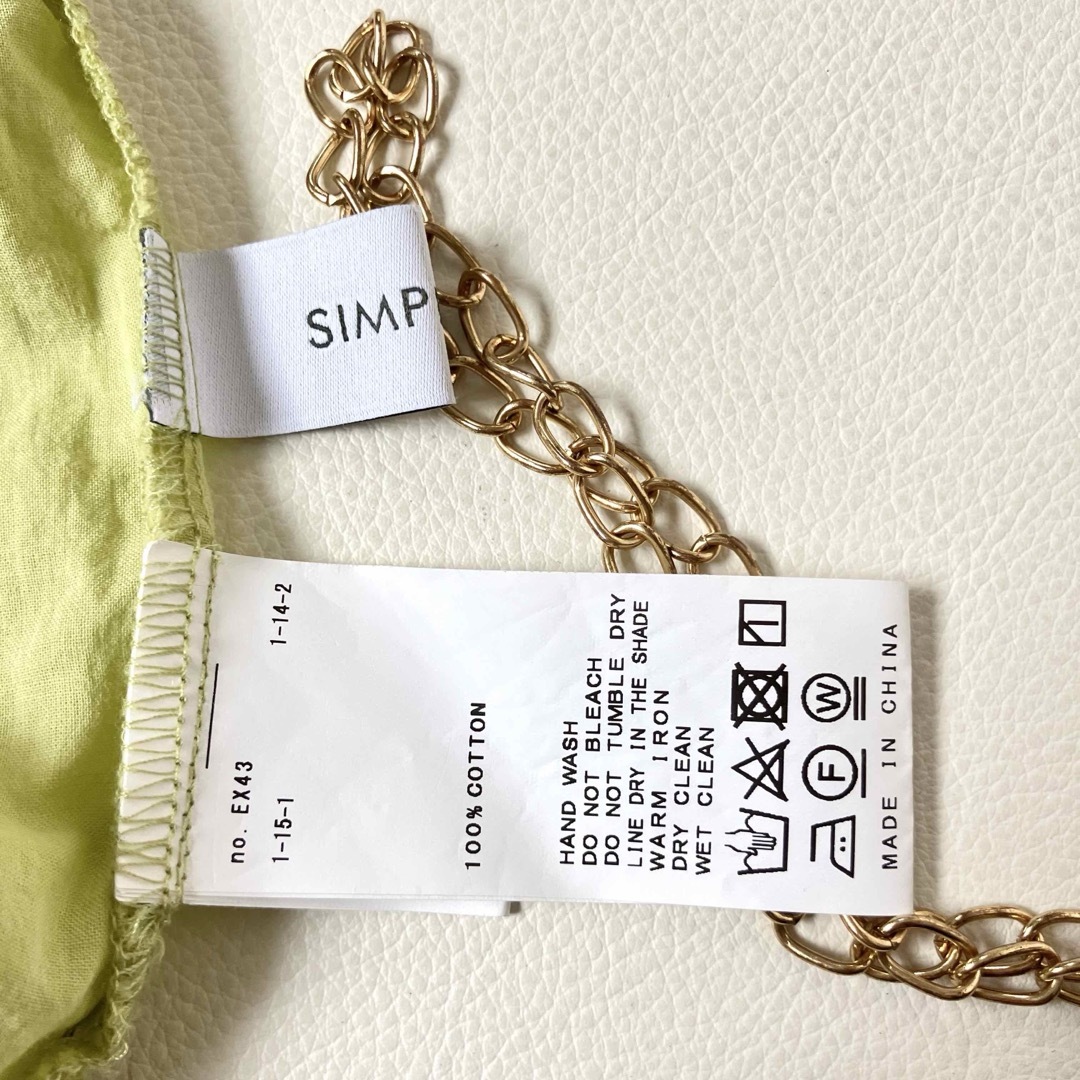 SIMP
no. EX43
1-15-1 1-14-2
100% COTTON
HAND WASH
DO NOT BLEACH
DO NOT TUMBLE DRY
LINE DRY IN THE SHADE
WARM IRON
DRY CLEAN
WET CLEAN
F W
MADE IN CHINA